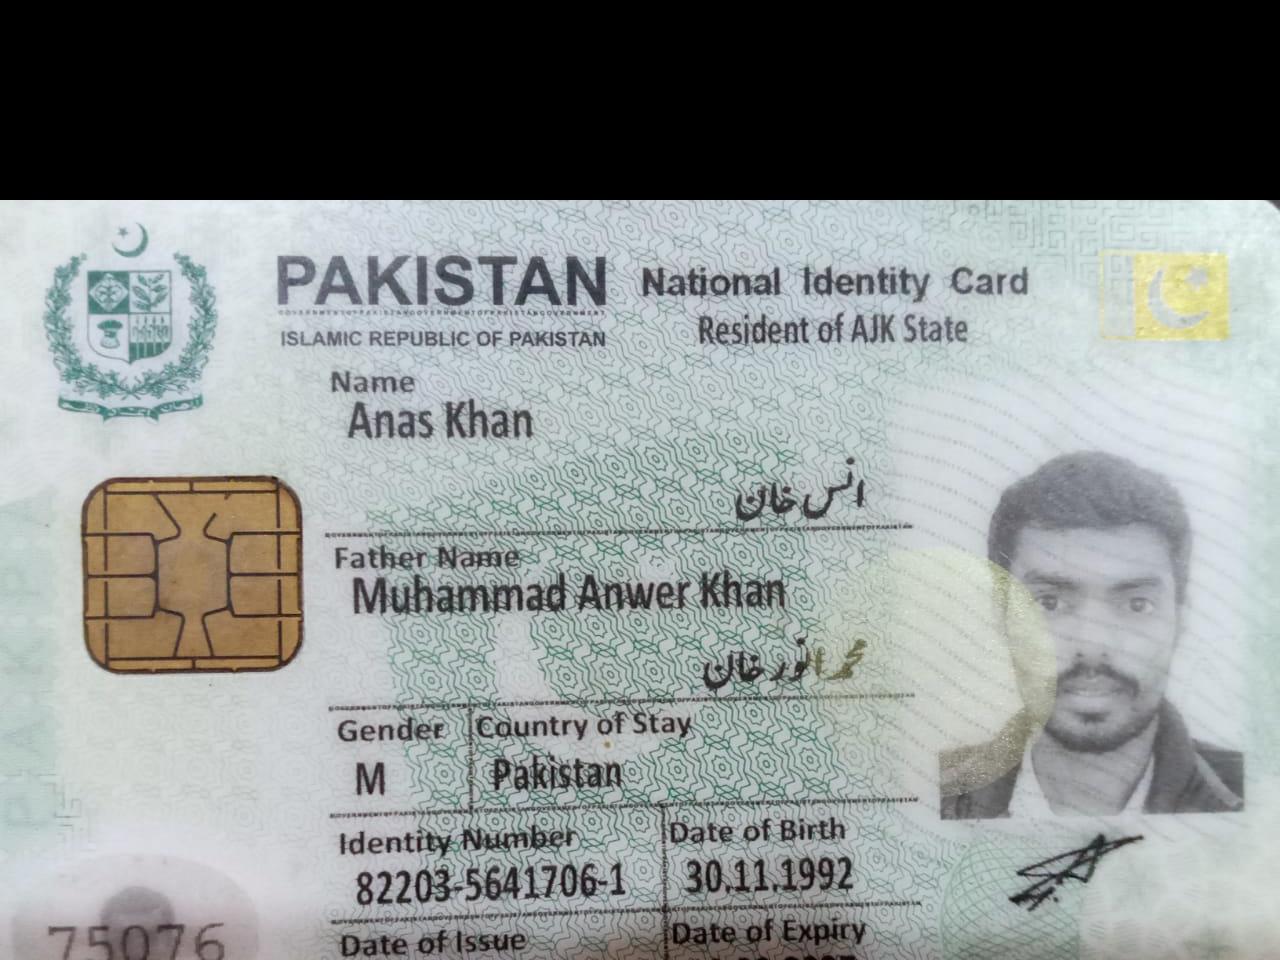 PAKISTAN National Identity Card
ISLAMIC REPUBLIC OF PAKISTAN Resident of AJK State
Name
Anas Khan
انس خان
Father Name
Muhammad Anwer Khan
محمد انور خان
Gender Country of Stay
M Pakistan
Identity Number Date of Birth
82203-5641706-1 30.11.1992
Date of Issue Date of Expiry
75076